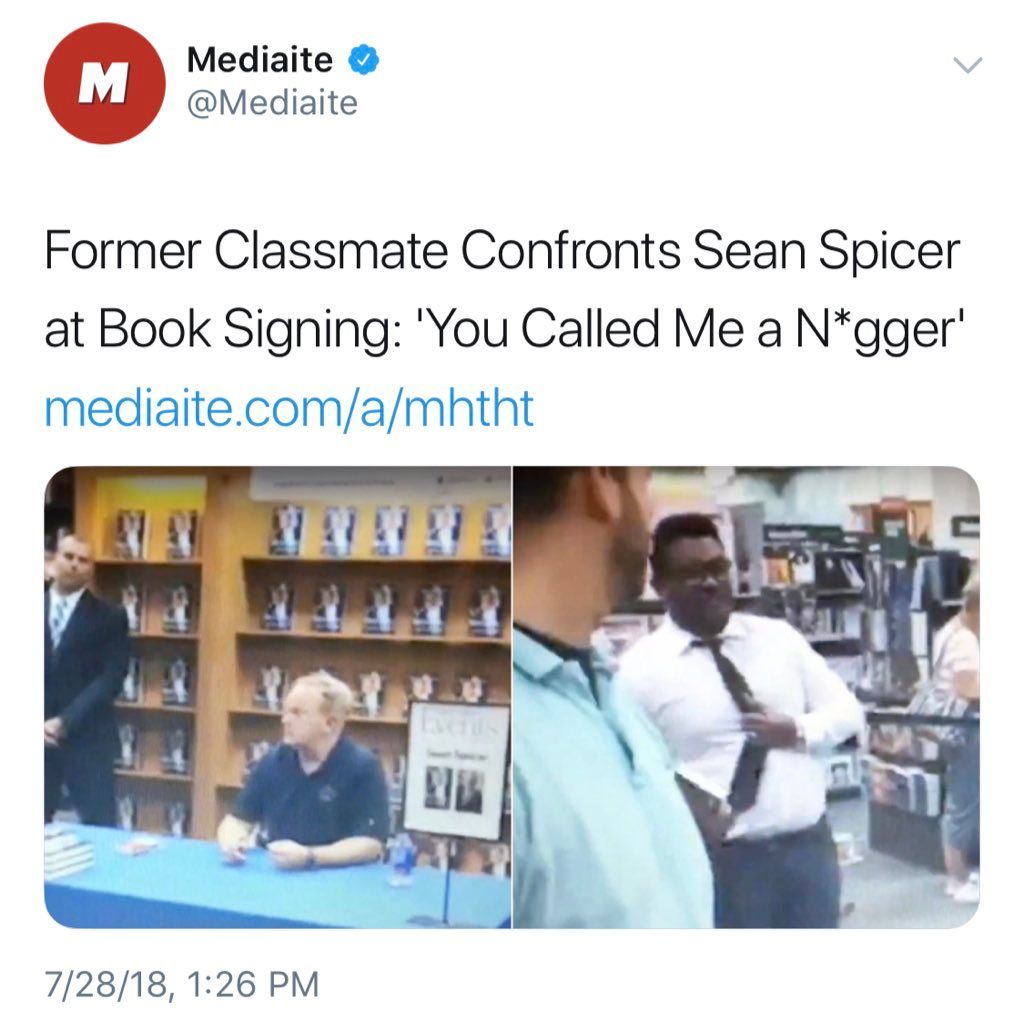 M
Mediaite
@Mediaite
Former Classmate Confronts Sean Spicer
at Book Signing: 'You Called Me a N*gger'
mediaite.com/a/mhtht
Events
7/28/18, 1:26 PM